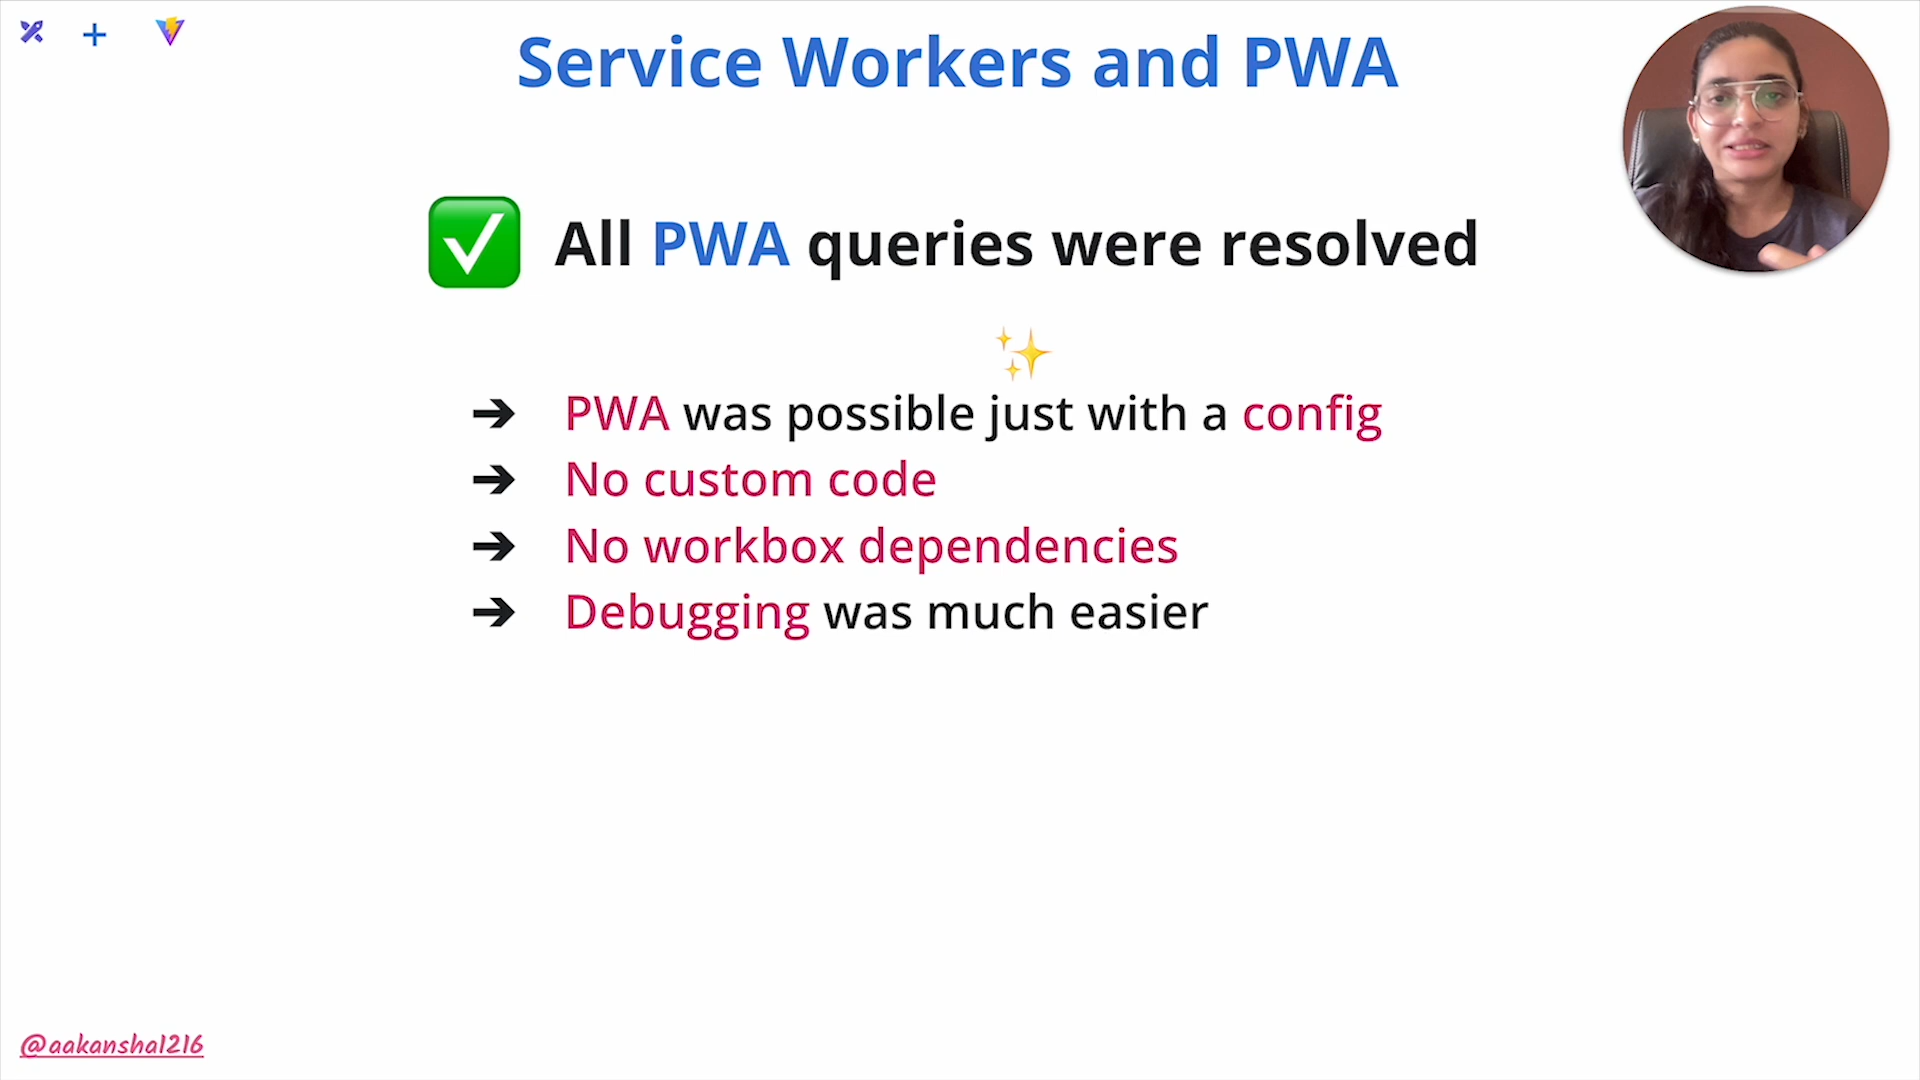 Service Workers and PWA
All PWA queries were resolved
PWA was possible just with a config
No custom code
No workbox dependencies
Debugging was much easier
@aakansha1216